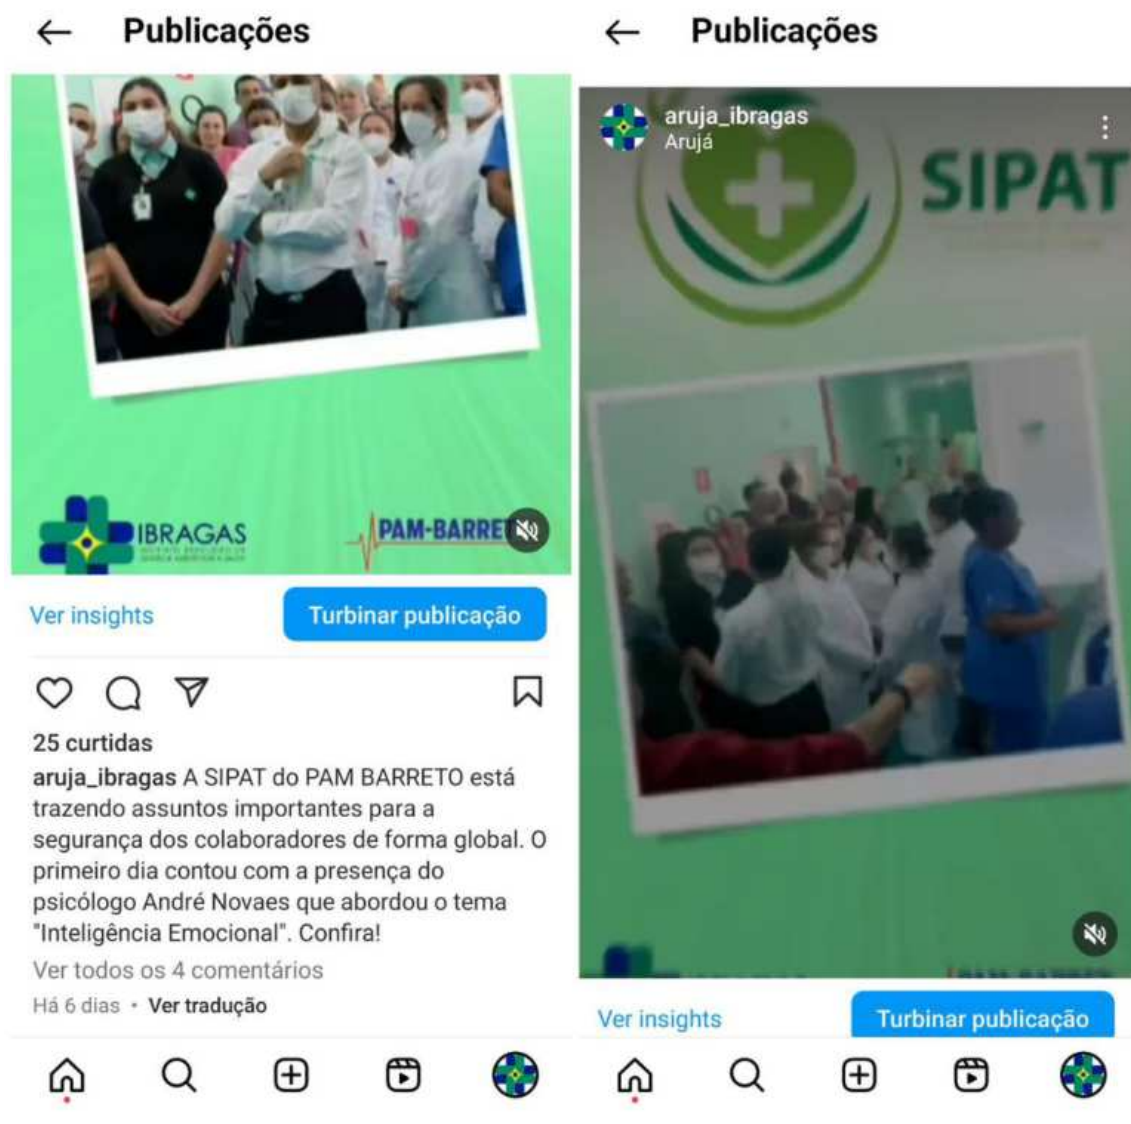 Publicações
IBRAGAS
PAM-BARRET
Ver insights
Turbinar publicação
25 curtidas
aruja_ibragas A SIPAT do PAM BARRETO está
trazendo assuntos importantes para a
segurança dos colaboradores de forma global. O
primeiro dia contou com a presença do
psicólogo André Novaes que abordou o tema
"Inteligência Emocional". Confira!
Ver todos os 4 comentários
Há 6 dias • Ver tradução
Publicações
aruja_ibragas
Arujá
SIPAT
Ver insights
Turbinar publicação